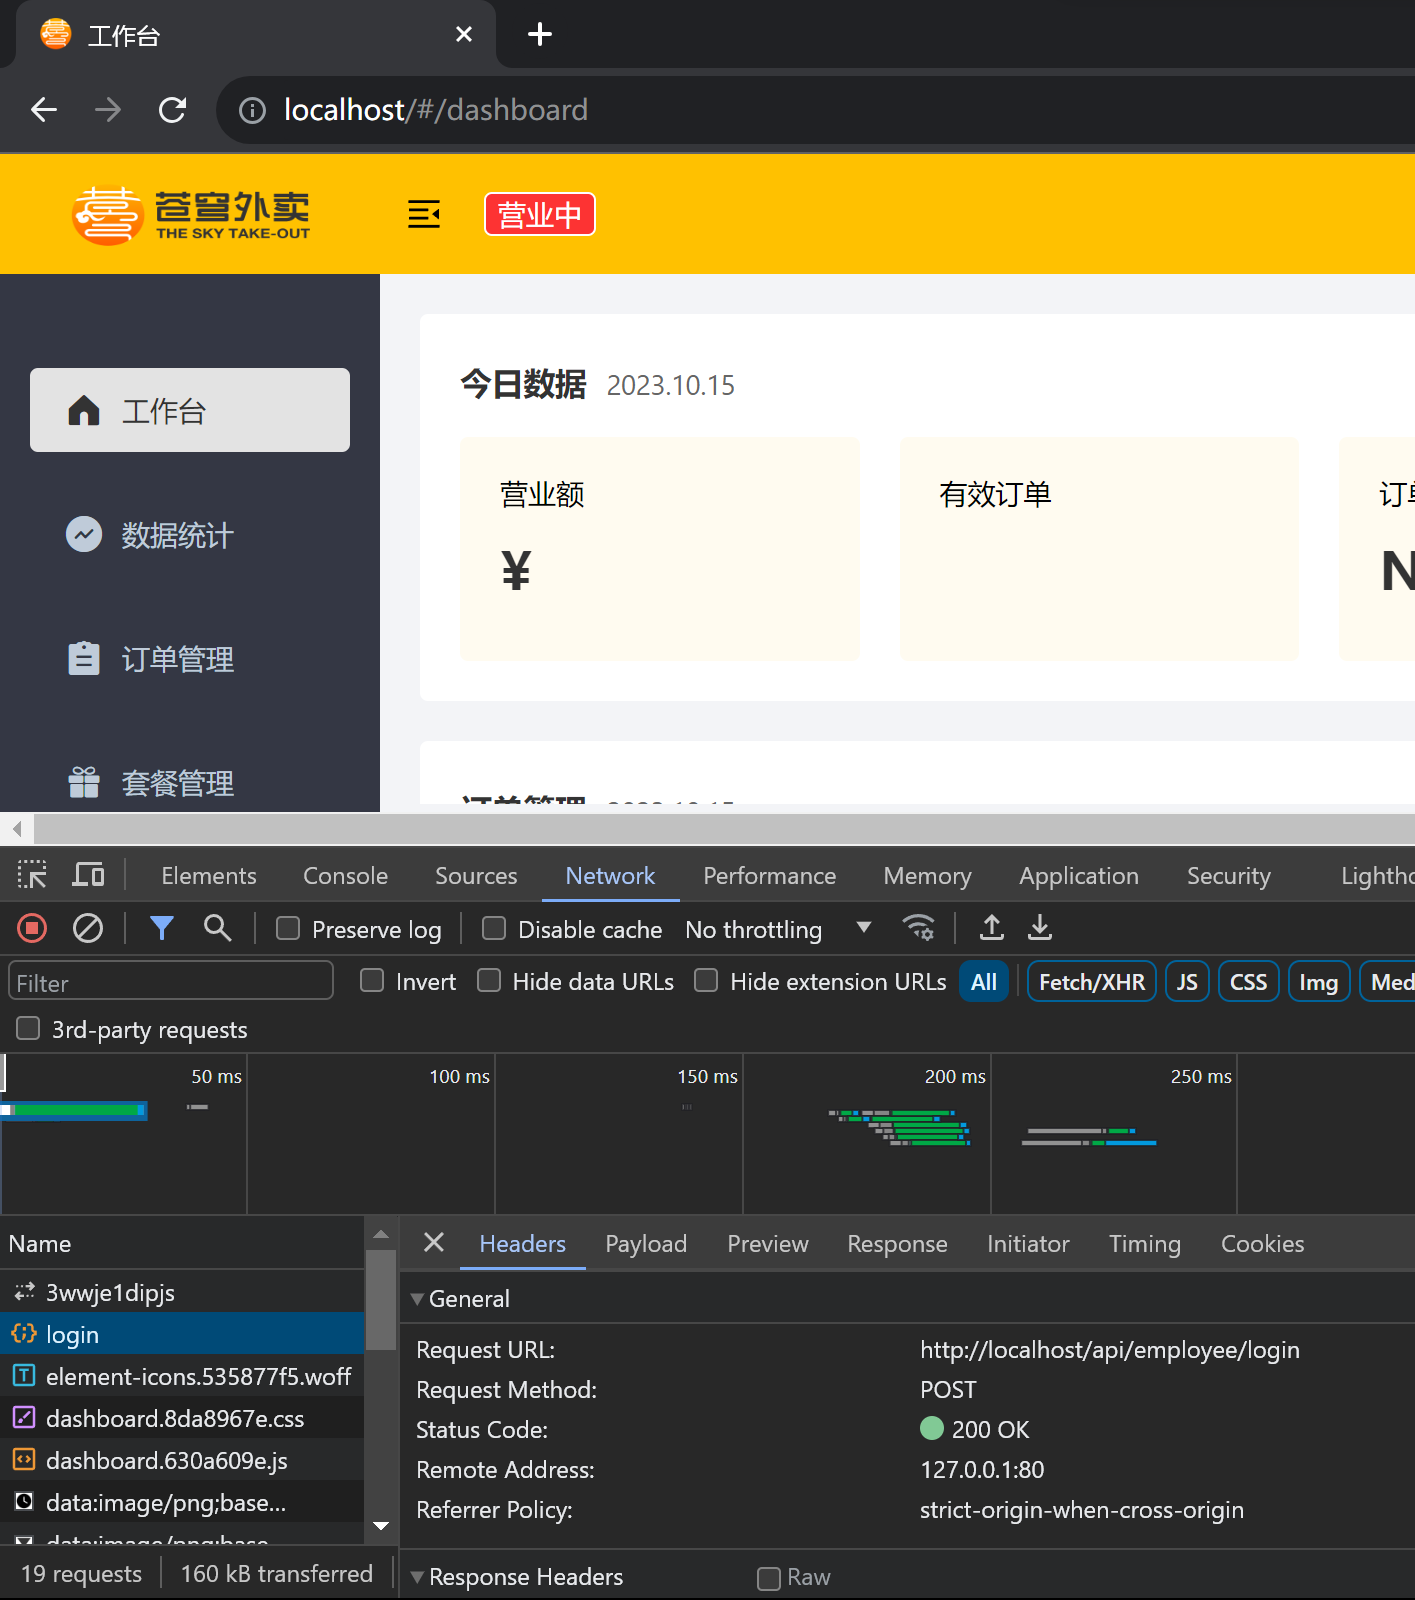 工作台
localhost/#/dashboard
苍穹外卖
THE SKY TAKE-OUT
营业中
工作台
数据统计
订单管理
套餐管理
今日数据 2023.10.15
营业额
¥
有效订单
N
Elements Console Sources Network Performance Memory Application Security
Preserve log Disable cache No throttling
Filter Invert Hide data URLs Hide extension URLs All Fetch/XHR JS CSS Img Med
3rd-party requests
50 ms 100 ms 150 ms 200 ms 250 ms
Name
3wwje1dipjs
login
element-icons.535877f5.woff
dashboard.8da8967e.css
dashboard.630a609e.js
data:image/png;base...
19 requests 160 kB transferred
Headers Payload Preview Response Initiator Timing Cookies
General
Request URL: http://localhost/api/employee/login
Request Method: POST
Status Code: 200 OK
Remote Address: 127.0.0.1:80
Referrer Policy: strict-origin-when-cross-origin
Response Headers Raw